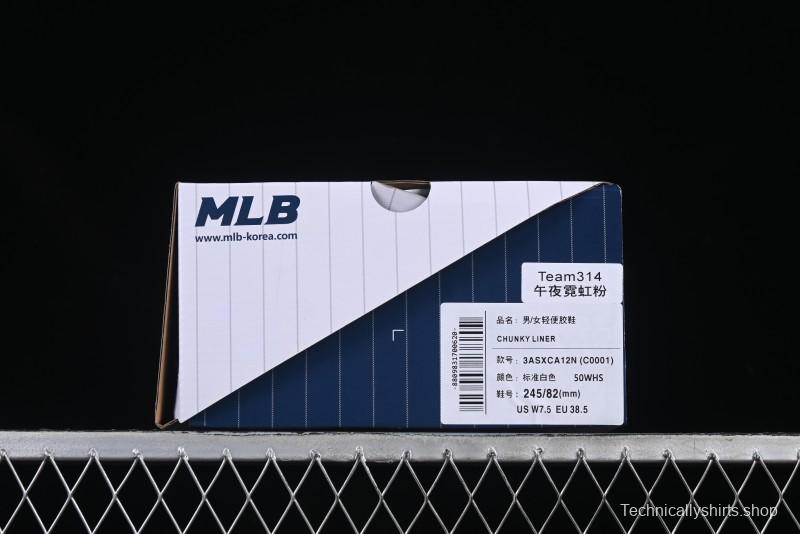 MLB
www.mlb-korea.com
Team314
午夜霓虹粉
品名: 男/女轻便胶鞋
CHUNKY LINER
款号: 3ASXCA12N (C0001)
颜色: 标准白色 50WHS
鞋号: 245/82(mm)
US W7.5 EU 38.5
8809831700620-
Technicallyshirts.shop